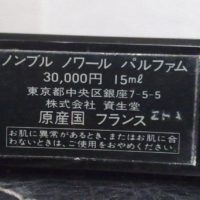 ノンブル ノワール パルファム
30,000円 15ml
東京都中央区銀座7-5-5
株式会社 資生堂
原産国 フランス
お肌に異常があるとき、またはお肌に合
わないときは、ご使用をおやめください。